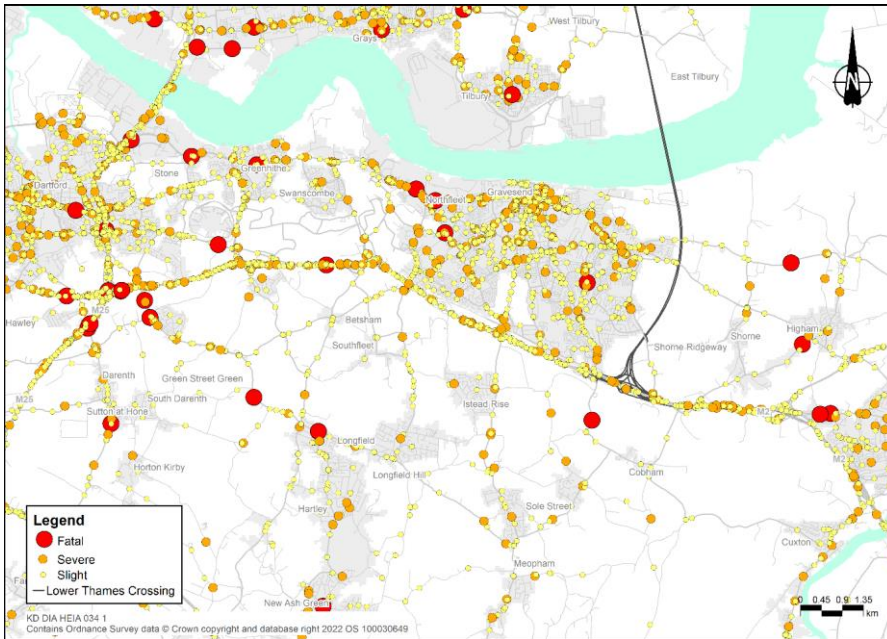 West Tilbury
Grays
East Tilbury
Tilbury
Stone
Greenhithe
Dartford
Swanscombe
Gravesend
Northfleet
M25
Hawley
Betsham
Southfleet
Shorne Ridgeway
Shorne
Higham
Darenth
Green Street Green
M25
South Darenth
Sutton at Hone
Istead Rise
M2
Longfield
Longfield Hill
Cobham
M2
Horton Kirby
Hartley
Sole Street
Cuxton
Meopham
New Ash Green
Legend
Fatal
Severe
Slight
Lower Thames Crossing
N
0 0.45 0.9 1.35
km
KD DIA HEIA 034 1
Contains Ordnance Survey data © Crown copyright and database right 2022 OS 100030649